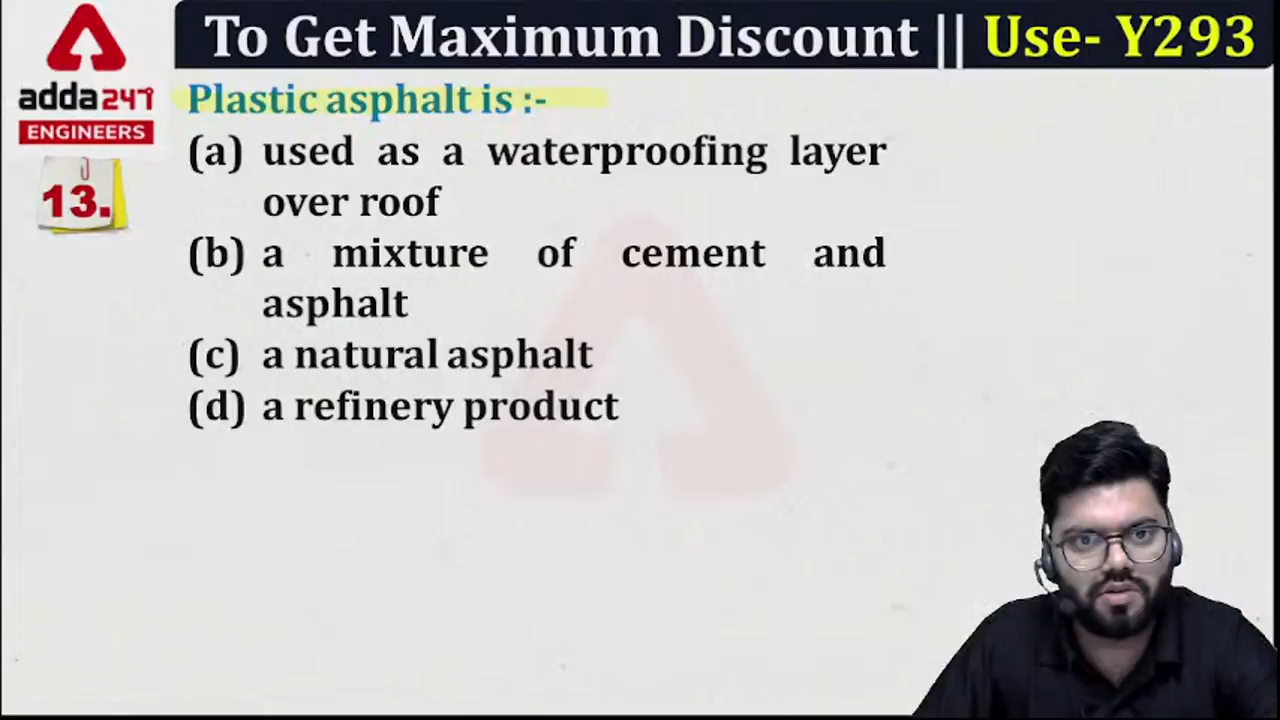 To Get Maximum Discount || Use- Y293
adda247
ENGINEERS
13.
Plastic asphalt is :-
(a) used as a waterproofing layer
over roof
(b) a mixture of cement and
asphalt
(c) a natural asphalt
(d) a refinery product